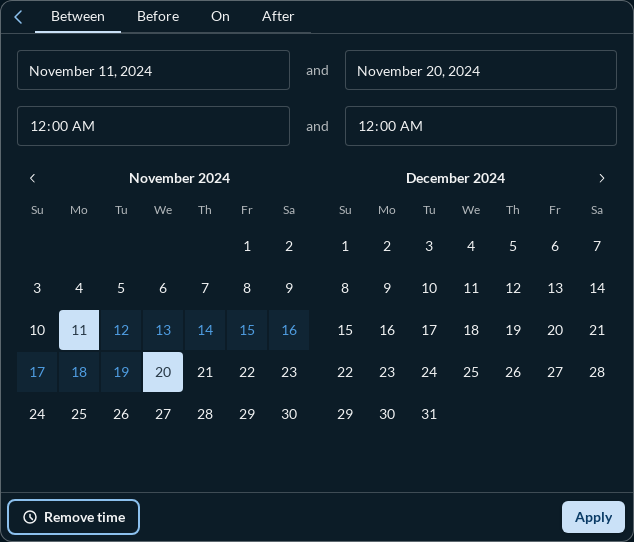 Between Before On After
November 11, 2024 and November 20, 2024
12:00 AM and 12:00 AM
November 2024 December 2024
Su Mo Tu We Th Fr Sa Su Mo Tu We Th Fr Sa
1 2 1 2 3 4 5 6 7
3 4 5 6 7 8 9 8 9 10 11 12 13 14
10 11 12 13 14 15 16 15 16 17 18 19 20 21
17 18 19 20 21 22 23 22 23 24 25 26 27 28
24 25 26 27 28 29 30 29 30 31
Remove time Apply